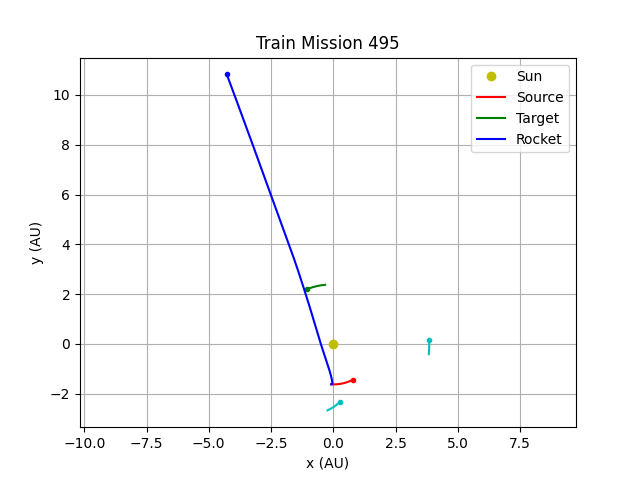 Train Mission 495
Sun
Source
Target
Rocket
10
8
6
4
2
0
−2
y (AU)
−10.0 −7.5 −5.0 −2.5 0.0 2.5 5.0 7.5
x (AU)